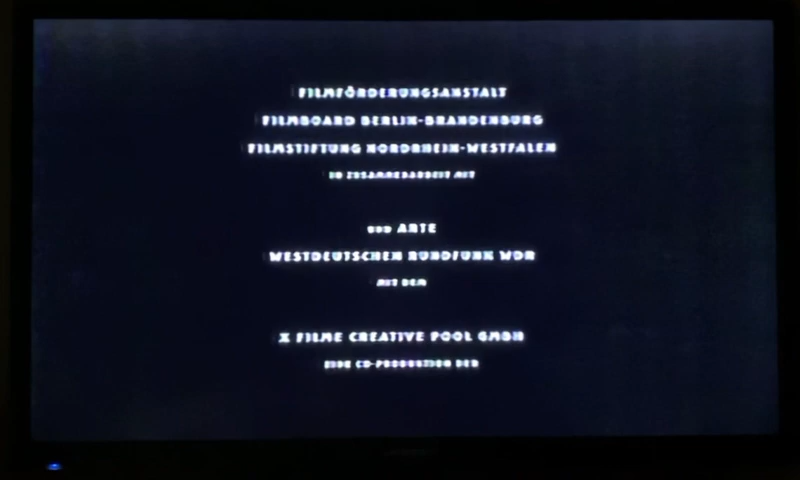 FILMFÖRDERUNGSANSTALT
FILMBOARD BERLIN-BRANDENBURG
FILMSTIFTUNG NORDRHEIN-WESTFALEN
IN ZUSAMMENARBEIT MIT
UND ARTE
WESTDEUTSCHEN RUNDFUNK WDR
MIT DEM
X FILME CREATIVE POOL GMBH
EINE CO-PRODUKTION DER